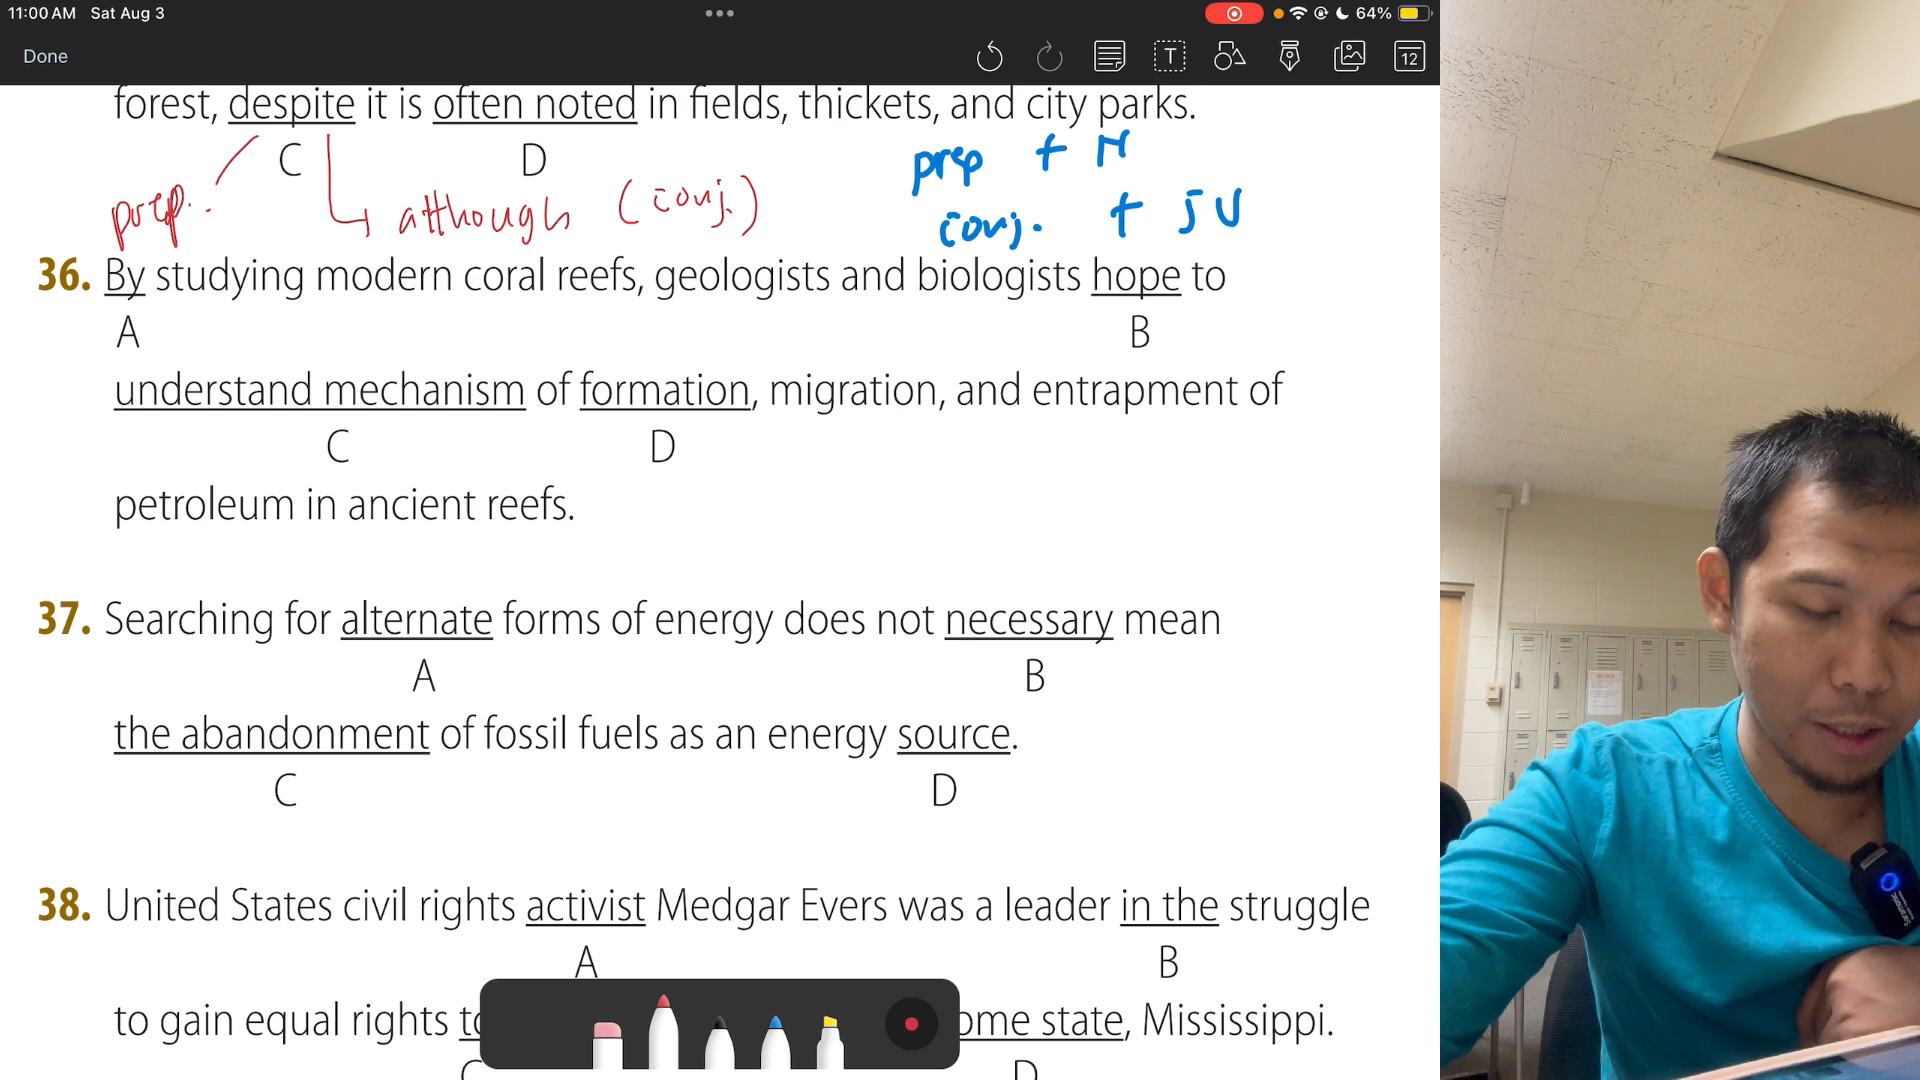 11:00 AM Sat Aug 3
64%
Done
T
12
forest, despite it is often noted in fields, thickets, and city parks.
C D
prep + N
prep. although (conj.)
conj. + SV
36. By studying modern coral reefs, geologists and biologists hope to
A B
understand mechanism of formation, migration, and entrapment of
C D
petroleum in ancient reefs.
37. Searching for alternate forms of energy does not necessary mean
A B
the abandonment of fossil fuels as an energy source.
C D
38. United States civil rights activist Medgar Evers was a leader in the struggle
A B
to gain equal rights ome state, Mississippi.
Saramonic